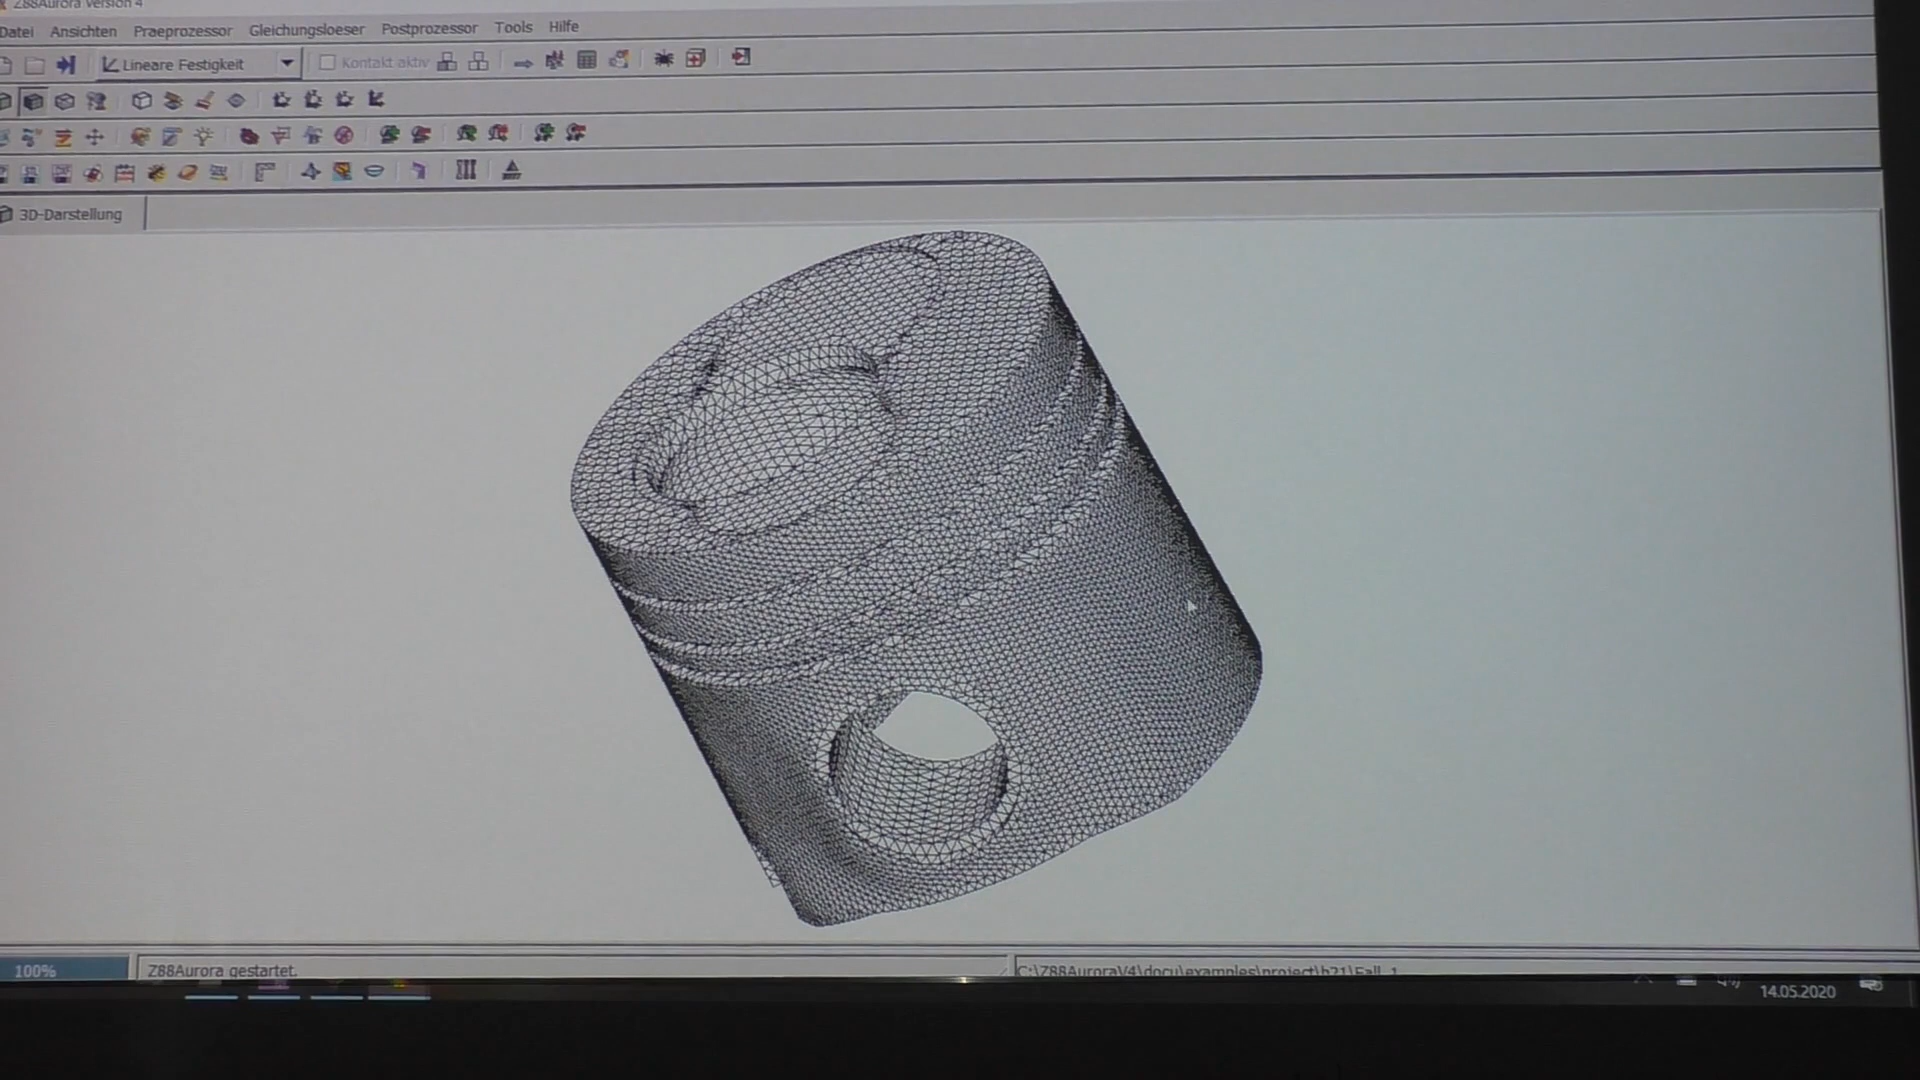 Z88Aurora Version 4
Datei Ansichten Praeprozessor Gleichungsloeser Postprozessor Tools Hilfe
Lineare Festigkeit Kontakt aktiv
3D-Darstellung
100% Z88Aurora gestartet. C:\Z88AuroraV4\docu\examples\project\b21\Fall_1
14.05.2020